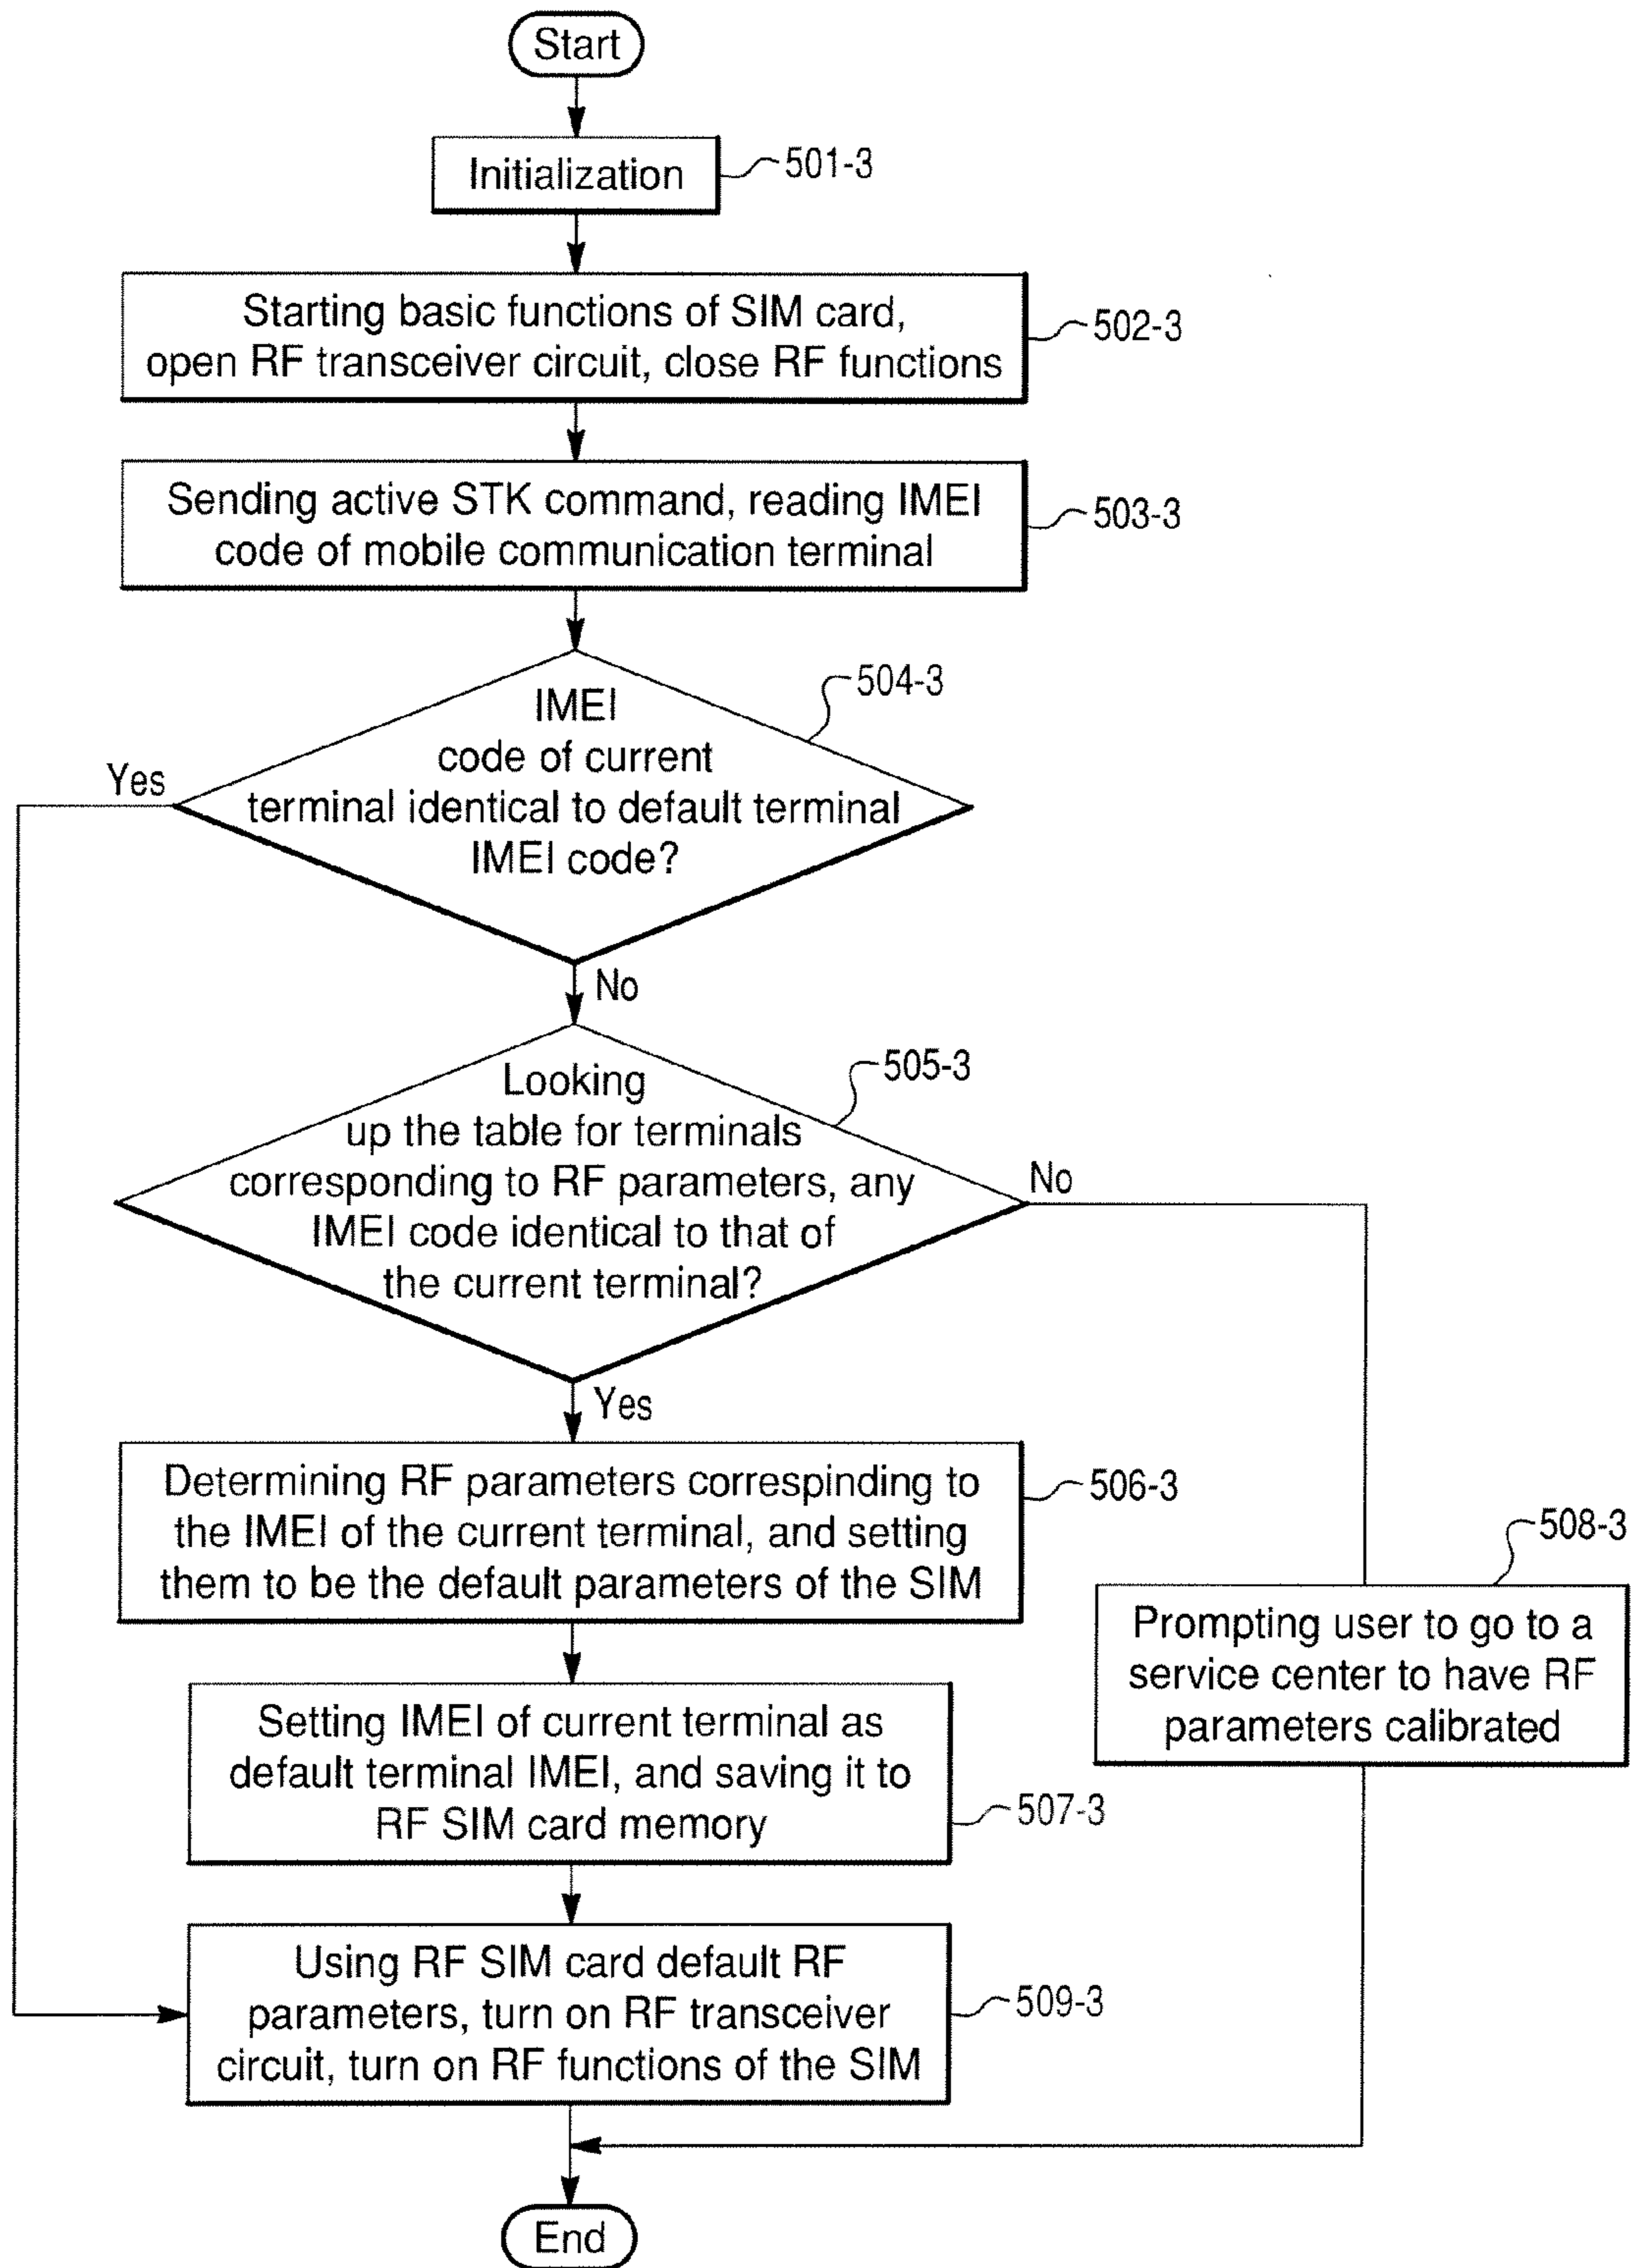 Start
Initialization
501-3
Starting basic functions of SIM card,
open RF transceiver circuit, close RF functions
502-3
Sending active STK command, reading IMEI
code of mobile communication terminal
503-3
IMEI
code of current
terminal identical to default terminal
IMEI code?
504-3
Yes
No
Looking
up the table for terminals
corresponding to RF parameters, any
IMEI code identical to that of
the current terminal?
505-3
No
Yes
Determining RF parameters correspinding to
the IMEI of the current terminal, and setting
them to be the default parameters of the SIM
506-3
Prompting user to go to a
service center to have RF
parameters calibrated
508-3
Setting IMEI of current terminal as
default terminal IMEI, and saving it to
RF SIM card memory
507-3
Using RF SIM card default RF
parameters, turn on RF transceiver
circuit, turn on RF functions of the SIM
509-3
End